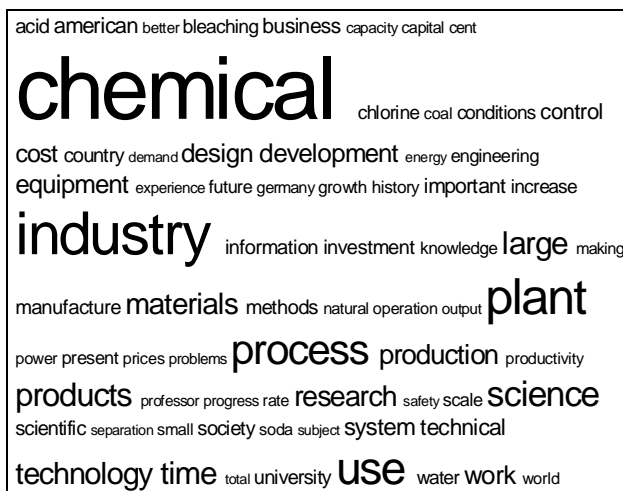 acid american better bleaching business capacity capital cent
chemical chlorine coal conditions control
cost country demand design development energy engineering
equipment experience future germany growth history important increase
industry information investment knowledge large making
manufacture materials methods natural operation output plant
power present prices problems process production productivity
products professor progress rate research safety scale science
scientific separation small society soda subject system technical
technology time total university use water work world